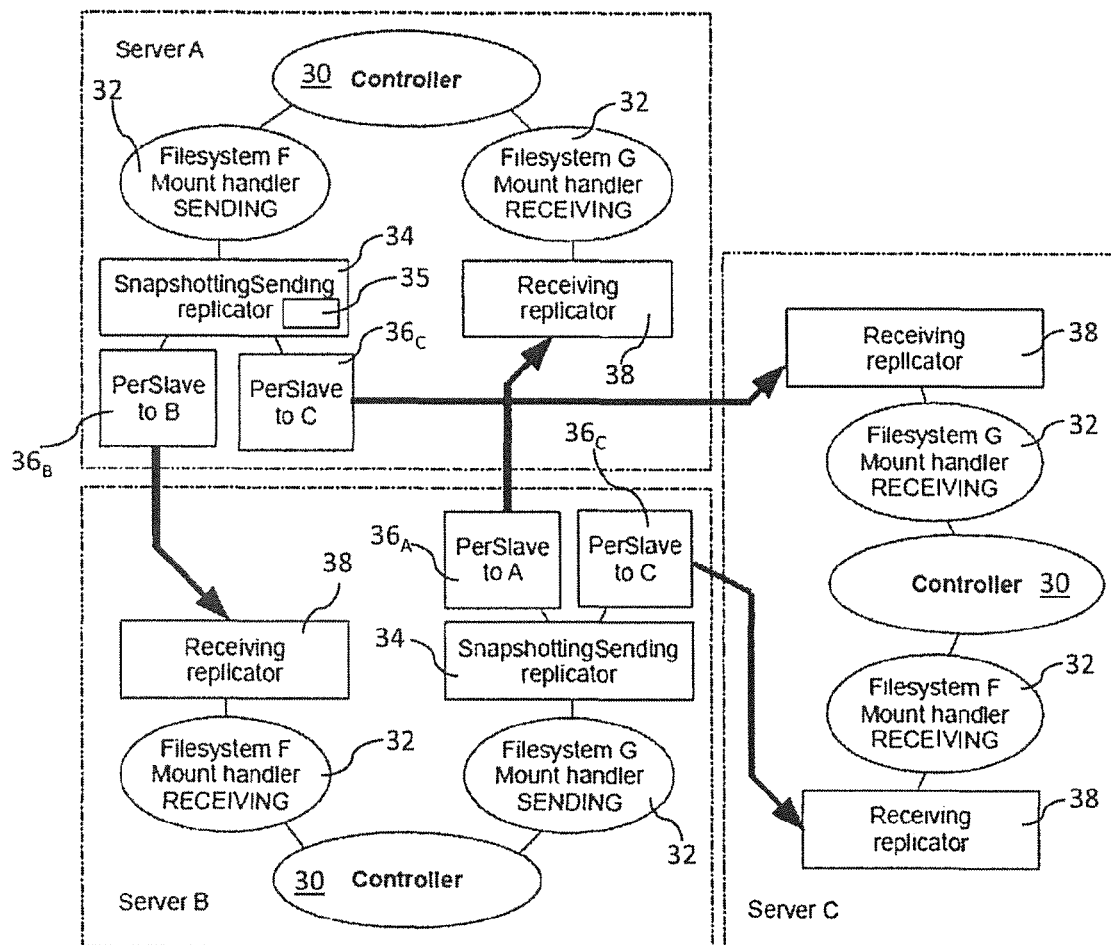 Server A
30 Controller
32
32
Filesystem F
Mount handler
SENDING
Filesystem G
Mount handler
RECEIVING
34
SnapshottingSending
replicator
35
Receiving
replicator
36C
38
PerSlave
to B
PerSlave
to C
36B
Receiving
replicator
38
Filesystem G
Mount handler
RECEIVING
32
Controller 30
Filesystem F
Mount handler
RECEIVING
32
Receiving
replicator
38
Server C
36C
36A
PerSlave
to A
PerSlave
to C
38
Receiving
replicator
34
SnapshottingSending
replicator
Filesystem F
Mount handler
RECEIVING
32
Filesystem G
Mount handler
SENDING
32
30 Controller
Server B